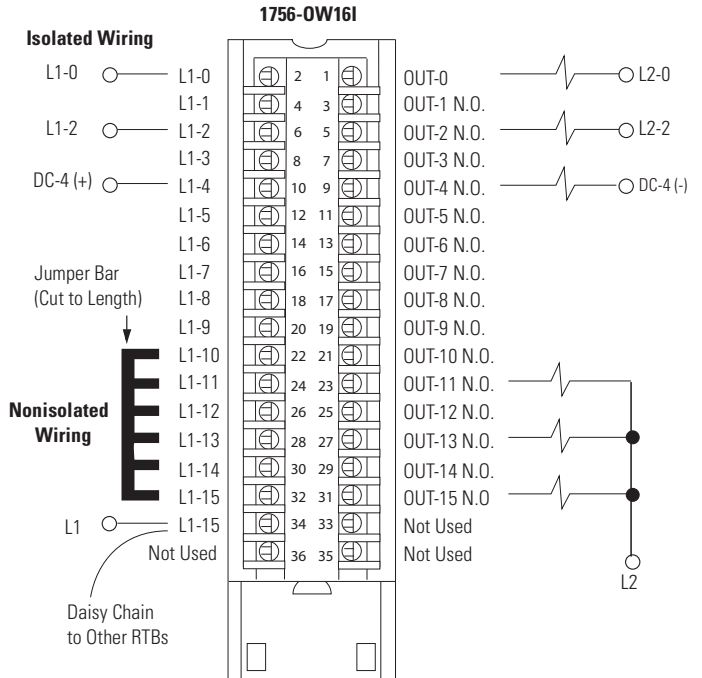 1756-OW16I
Isolated Wiring
L1-0 L1-0 2 1 OUT-0 L2-0
L1-1 4 3 OUT-1 N.O.
L1-2 L1-2 6 5 OUT-2 N.O. L2-2
L1-3 8 7 OUT-3 N.O.
DC-4 (+) L1-4 10 9 OUT-4 N.O. DC-4 (-)
L1-5 12 11 OUT-5 N.O.
L1-6 14 13 OUT-6 N.O.
L1-7 16 15 OUT-7 N.O.
Jumper Bar
(Cut to Length)
L1-8 18 17 OUT-8 N.O.
L1-9 20 19 OUT-9 N.O.
L1-10 22 21 OUT-10 N.O.
L1-11 24 23 OUT-11 N.O.
Nonisolated
Wiring
L1-12 26 25 OUT-12 N.O.
L1-13 28 27 OUT-13 N.O.
L1-14 30 29 OUT-14 N.O.
L1-15 32 31 OUT-15 N.O
L1 L1-15 34 33 Not Used
Not Used 36 35 Not Used
L2
Daisy Chain
to Other RTBs